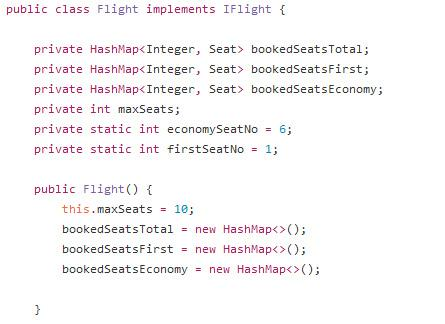 public class Flight implements IFlight {
private HashMap<Integer, Seat> bookedSeatsTotal;
private HashMap<Integer, Seat> bookedSeatsFirst;
private HashMap<Integer, Seat> bookedSeatsEconomy;
private int maxSeats;
private static int economySeatNo = 6;
private static int firstSeatNo = 1;
public Flight() {
this.maxSeats = 10;
bookedSeatsTotal = new HashMap<>();
bookedSeatsFirst = new HashMap<>();
bookedSeatsEconomy = new HashMap<>();
}